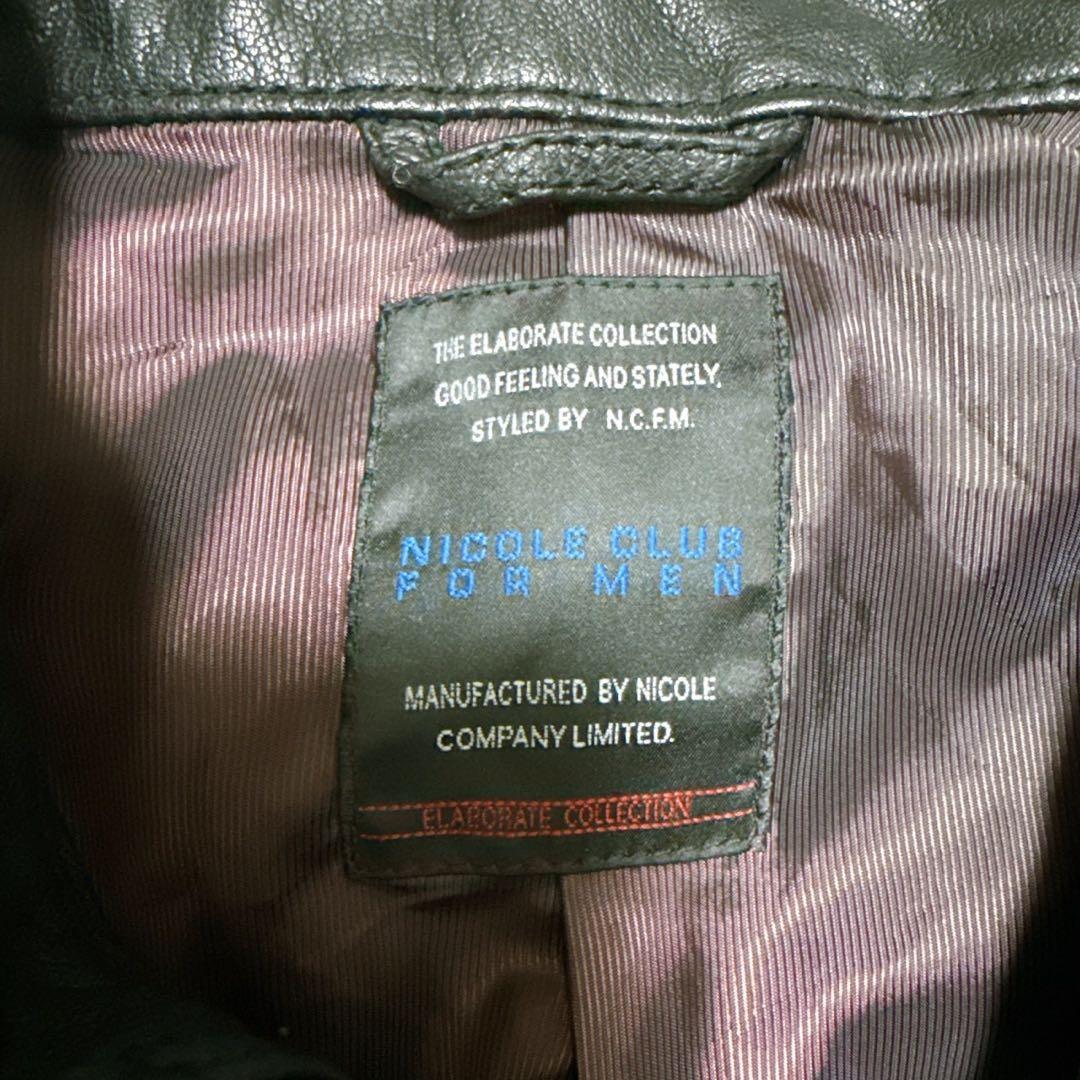 THE ELABORATE COLLECTION
GOOD FEELING AND STATELY,
STYLED BY N.C.F.M.
NICOLE CLUB
FOR MEN
MANUFACTURED BY NICOLE
COMPANY LIMITED.
ELABORATE COLLECTION